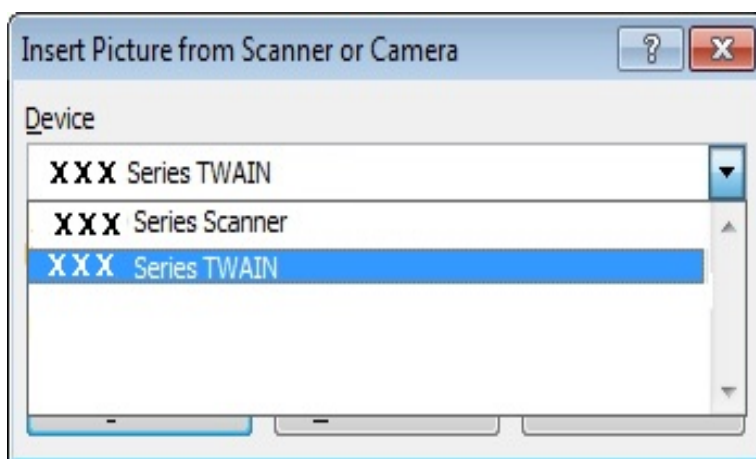 Insert Picture from Scanner or Camera
Device
XXX Series TWAIN
XXX Series Scanner
XXX Series TWAIN